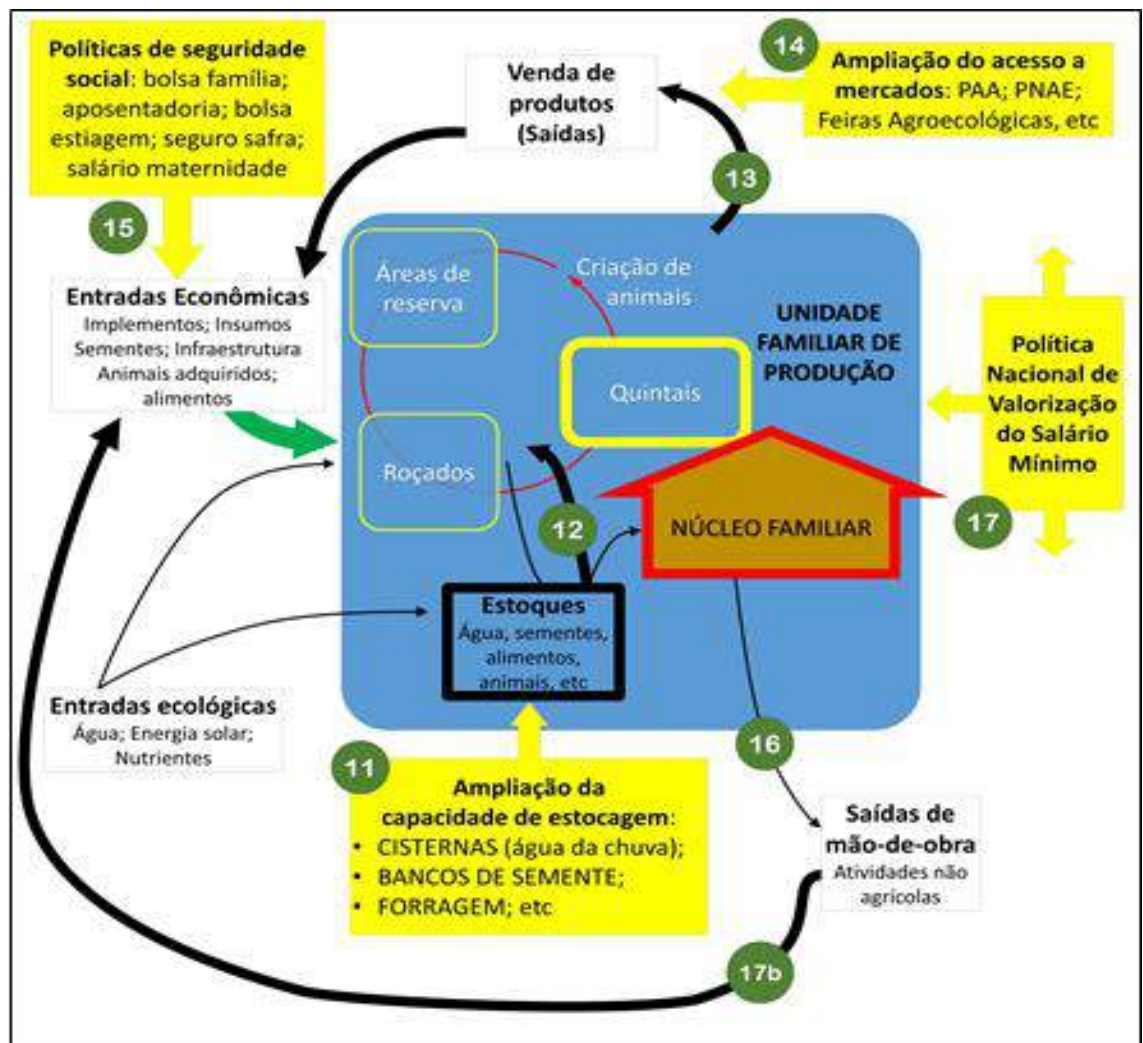 Políticas de seguridade
social: bolsa família;
aposentadoria; bolsa
estiagem; seguro safra;
salário maternidade
15
Venda de
produtos
(Saídas)
14
Ampliação do acesso a
mercados: PAA; PNAE;
Feiras Agroecológicas, etc
13
Entradas Econômicas
Implementos; Insumos
Sementes; Infraestrutura
Animais adquiridos;
alimentos
Áreas de
reserva
Criação de
animais
UNIDADE
FAMILIAR DE
PRODUÇÃO
Quintais
Roçados
Política
Nacional de
Valorização
do Salário
Mínimo
17
12
NÚCLEO FAMILIAR
Estoques
Água, sementes,
alimentos,
animais, etc
Entradas ecológicas
Água; Energia solar;
Nutrientes
11
Ampliação da
capacidade de estocagem:
• CISTERNAS (água da chuva);
• BANCOS DE SEMENTE;
• FORRAGEM; etc
16
Saídas de
mão-de-obra
Atividades não
agrícolas
17b